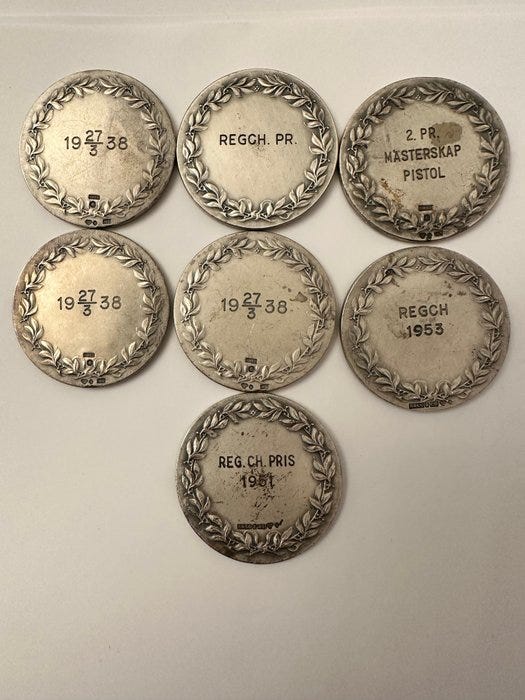 19 27/3 38
REGCH. PR.
2. PR.
MÄSTERSKAP
PISTOL
19 27/3 38
19 27/3 38
REGCH
1953
REG. CH. PRIS
1951